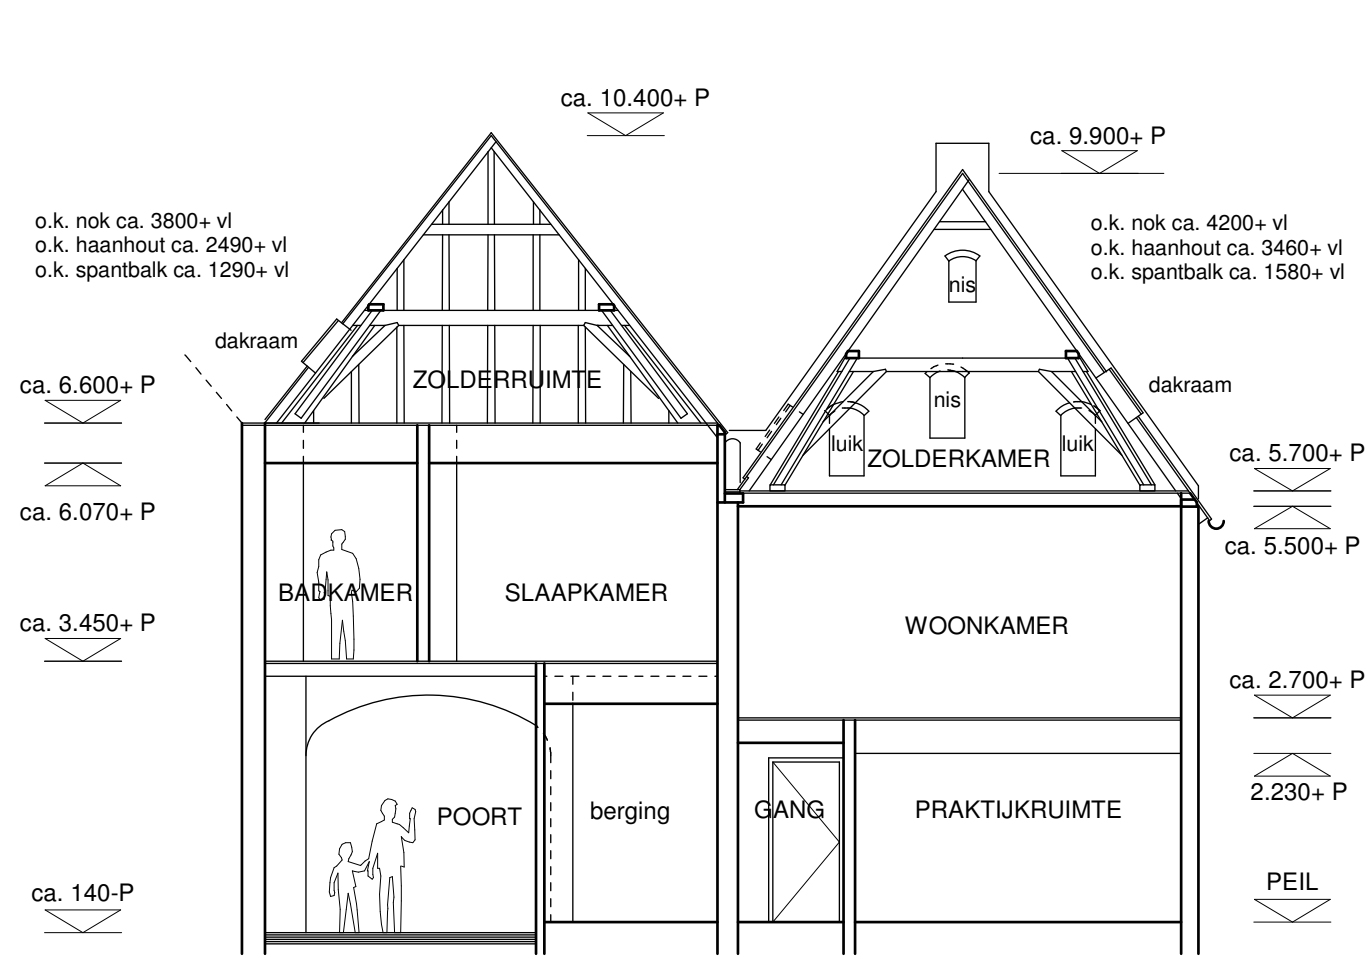 ca. 10.400+ P
ca. 9.900+ P
o.k. nok ca. 3800+ vl
o.k. haanhout ca. 2490+ vl
o.k. spantbalk ca. 1290+ vl
o.k. nok ca. 4200+ vl
o.k. haanhout ca. 3460+ vl
o.k. spantbalk ca. 1580+ vl
nis
dakraam
ca. 6.600+ P
ZOLDERRUIMTE
nis
dakraam
luik
luik
ZOLDERKAMER
ca. 5.700+ P
ca. 6.070+ P
ca. 5.500+ P
BADKAMER
SLAAPKAMER
ca. 3.450+ P
WOONKAMER
ca. 2.700+ P
2.230+ P
POORT
berging
GANG
PRAKTIJKRUIMTE
ca. 140-P
PEIL